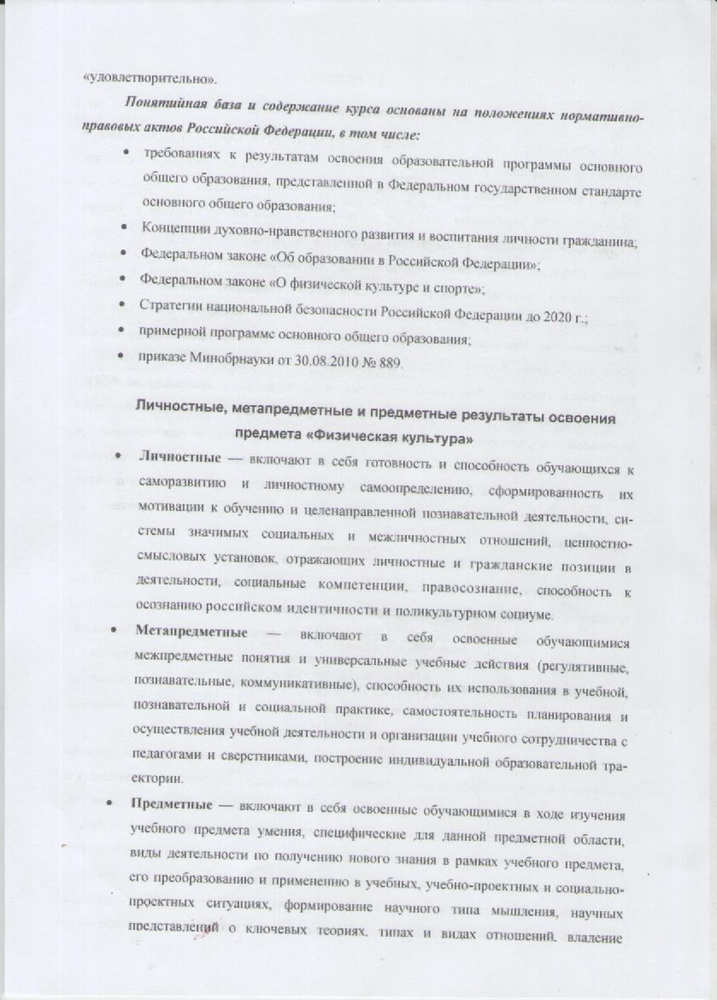 «удовлетворительно».
Понятийная база и содержание курса основаны на положениях нормативно-
правовых актов Российской Федерации, в том числе:
• требованиях к результатам освоения образовательной программы основного
общего образования, представленной в Федеральном государственном стандарте
основного общего образования;
• Концепции духовно-нравственного развития и воспитания личности гражданина;
• Федеральном законе «Об образовании в Российской Федерации»;
• Федеральном законе «О физической культуре и спорте»;
• Стратегии национальной безопасности Российской Федерации до 2020 г.;
• примерной программе основного общего образования;
• приказе Минобрнауки от 30.08.2010 № 889.
Личностные, метапредметные и предметные результаты освоения
предмета «Физическая культура»
• Личностные — включают в себя готовность и способность обучающихся к
саморазвитию и личностному самоопределению, сформированность их
мотивации к обучению и целенаправленной познавательной деятельности, си-
стемы значимых социальных и межличностных отношений, ценностно-
смысловых установок, отражающих личностные и гражданские позиции в
деятельности, социальные компетенции, правосознание, способность к
осознанию российском идентичности и поликультурном социуме.
• Метапредметные — включают в себя освоенные обучающимися
межпредметные понятия и универсальные учебные действия (регулятивные,
познавательные, коммуникативные), способность их использования в учебной,
познавательной и социальной практике, самостоятельность планирования и
осуществления учебной деятельности и организации учебного сотрудничества с
педагогами и сверстниками, построение индивидуальной образовательной тра-
ектории.
• Предметные — включают в себя освоенные обучающимися в ходе изучения
учебного предмета умения, специфические для данной предметной области,
виды деятельности по получению нового знания в рамках учебного предмета,
его преобразованию и применению в учебных, учебно-проектных и социально-
проектных ситуациях, формирование научного типа мышления, научных
представлений о ключевых теориях, типах и видах отношений, владение